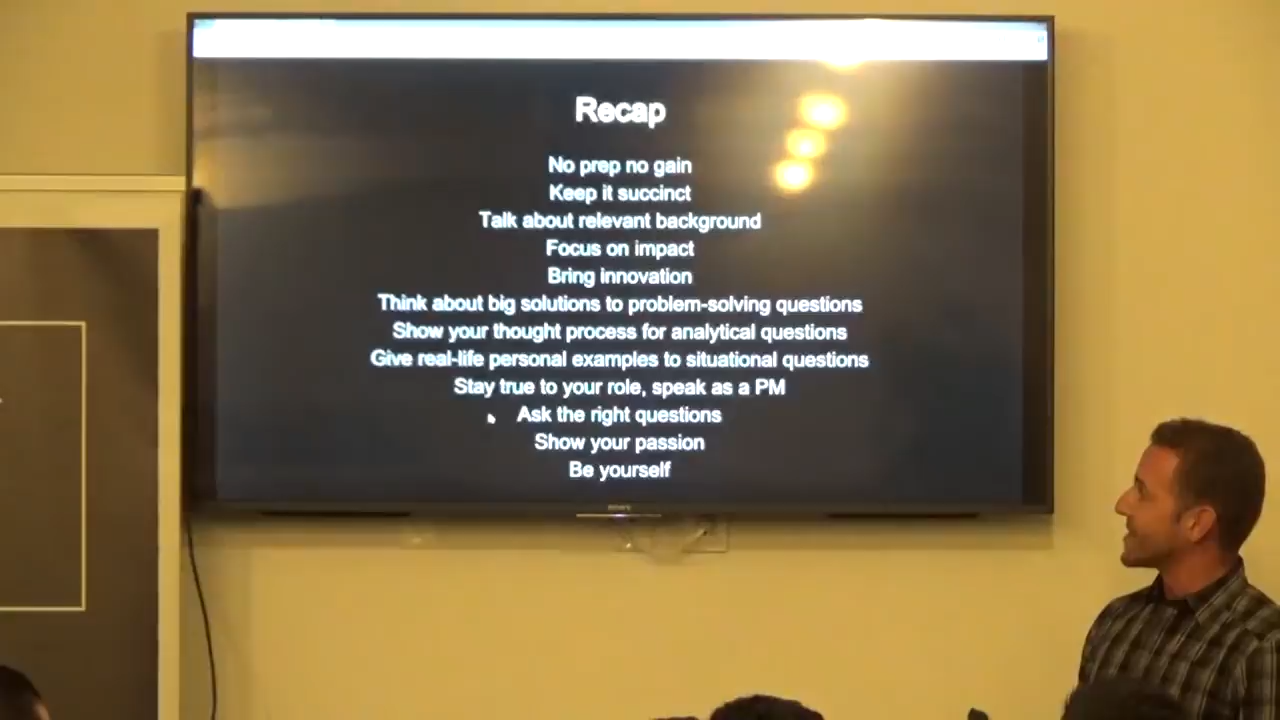 Recap
No prep no gain
Keep it succinct
Talk about relevant background
Focus on impact
Bring innovation
Think about big solutions to problem-solving questions
Show your thought process for analytical questions
Give real-life personal examples to situational questions
Stay true to your role, speak as a PM
Ask the right questions
Show your passion
Be yourself
SONY